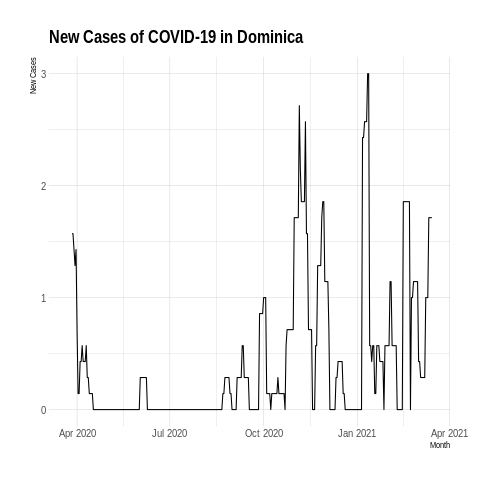 New Cases of COVID-19 in Dominica
New Cases
3
2
1
0
Apr 2020 Jul 2020 Oct 2020 Jan 2021 Apr 2021
Month